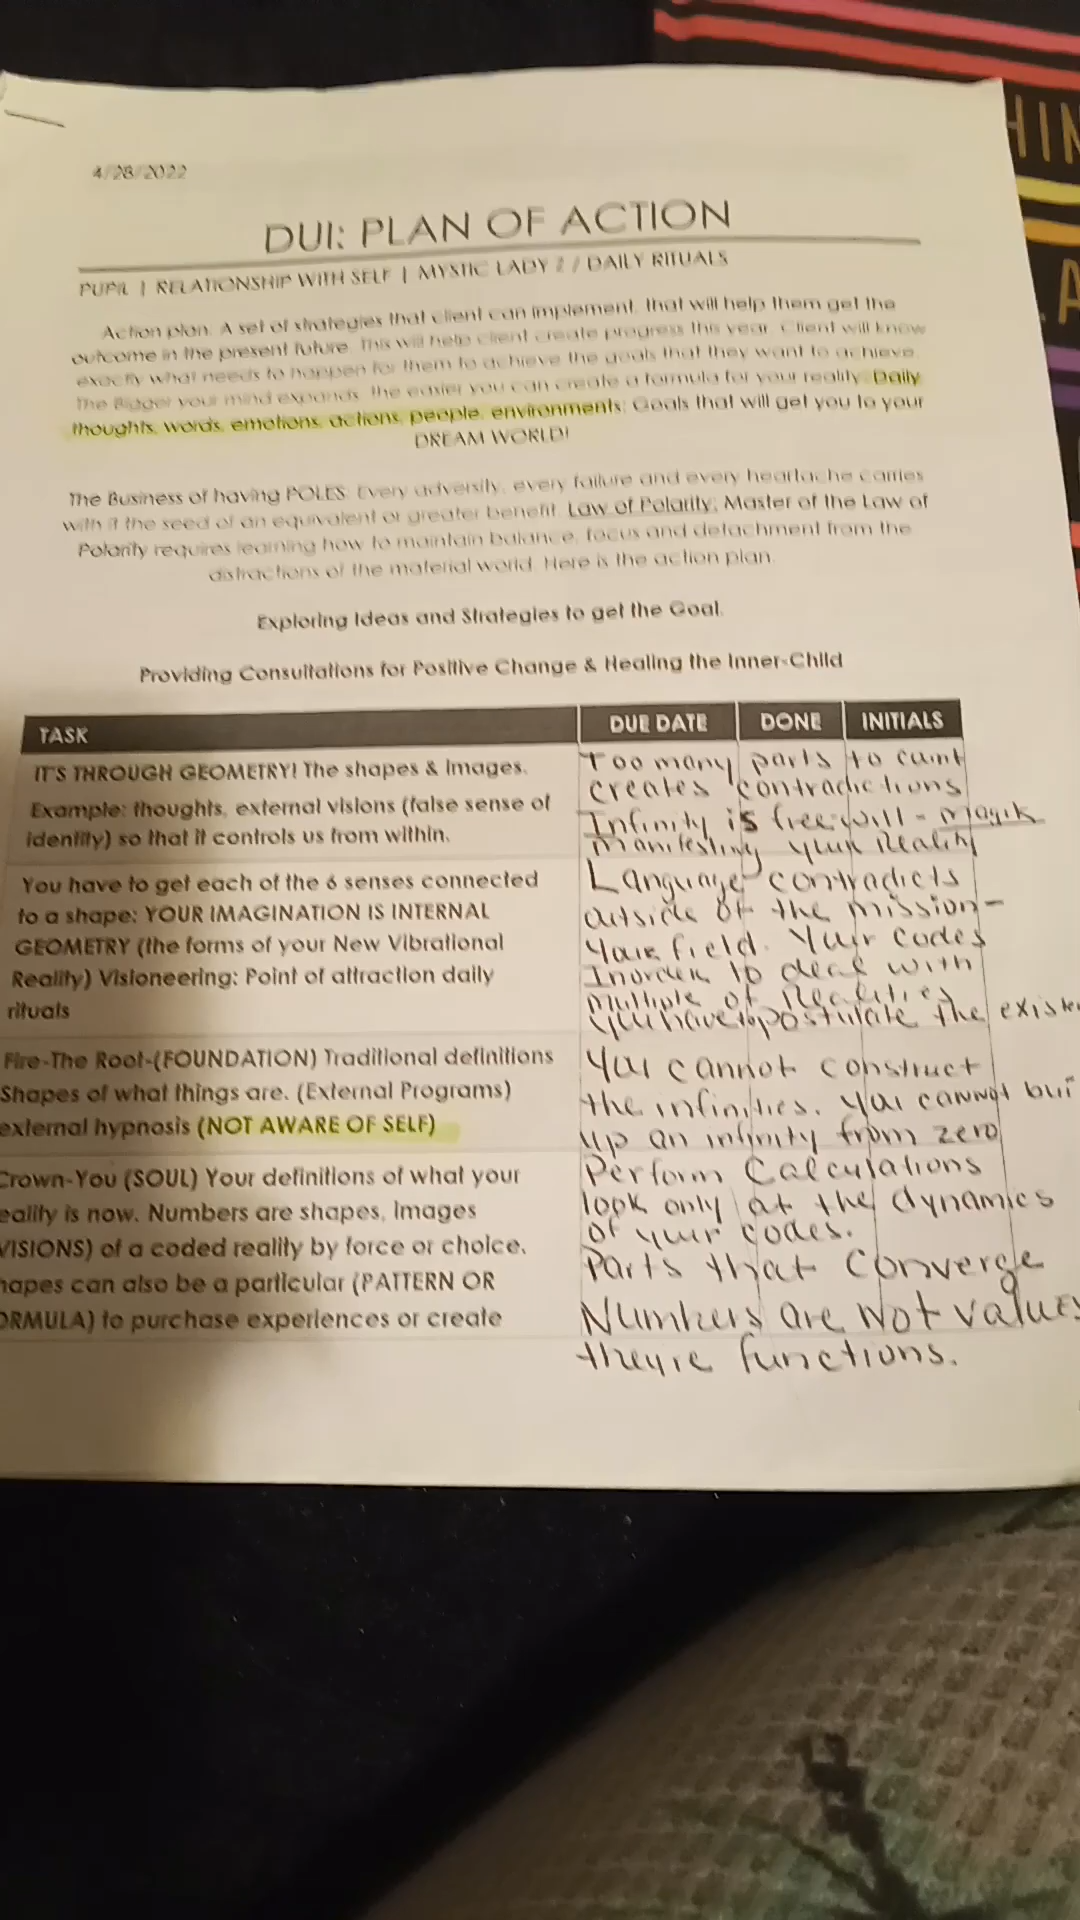 4/28/2022
DUI: PLAN OF ACTION
PUPIL | RELATIONSHIP WITH SELF | MYSTIC LADY 7 / DAILY RITUALS
Action plan: A set of strategies that client can implement, that will help them get the
outcome in the present future. This will help client create progress this year. Client will know
exactly what needs to happen for them to achieve the goals that they want to achieve.
The Bigger your mind expands, the easier you can create a formula for your reality. Daily
thoughts, words, emotions, actions, people, environments; Goals that will get you to your
DREAM WORLD!
The Business of having POLES. Every adversity, every failure and every heartache carries
with it the seed of an equivalent or greater benefit. Law of Polarity; Master of the Law of
Polarity requires learning how to maintain balance, focus and detachment from the
distractions of the material world. Here is the action plan.
Exploring Ideas and Strategies to get the Goal.
Providing Consultations for Positive Change & Healing the Inner-Child
TASK DUE DATE DONE INITIALS
IT'S THROUGH GEOMETRY! The shapes & Images.
Example: thoughts, external visions (false sense of
identity) so that it controls us from within.
Too many parts to
creates contradictions
Infinity is free will - magik
manifesting your Reality
You have to get each of the 6 senses connected
to a shape: YOUR IMAGINATION IS INTERNAL
GEOMETRY (the forms of your New Vibrational
Reality) Visioneering: Point of attraction daily
rituals
Language contradicts
outside of the mission-
Your field. Your codes
Inorder to deal with
multiple of Realities
you have to postulate the existen
Fire-The Root-(FOUNDATION) Traditional definitions
Shapes of what things are. (External Programs)
external hypnosis (NOT AWARE OF SELF)
You cannot construct
the infinities. You cannot buil
up an infinity from zero
Crown-You (SOUL) Your definitions of what your
eality is now. Numbers are shapes, Images
VISIONS) of a coded reality by force or choice.
hapes can also be a particular (PATTERN OR
ORMULA) to purchase experiences or create
Perform Calculations
look only at the dynamics
of your codes.
Parts that Converge
Numbers are Not values
they're functions.
HIN
A